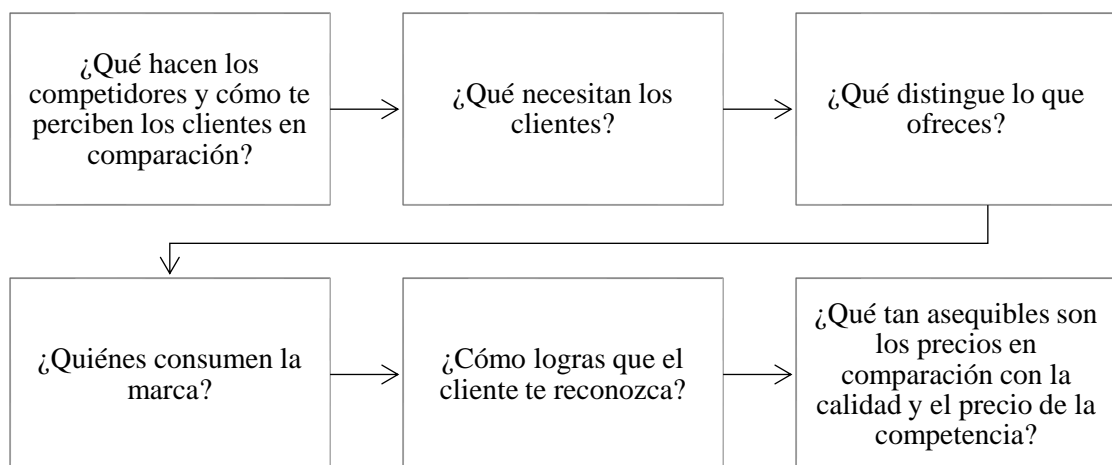 ¿Qué hacen los
competidores y cómo te
perciben los clientes en
comparación?
¿Qué necesitan los
clientes?
¿Qué distingue lo que
ofreces?
¿Quiénes consumen la
marca?
¿Cómo logras que el
cliente te reconozca?
¿Qué tan asequibles son
los precios en
comparación con la
calidad y el precio de la
competencia?